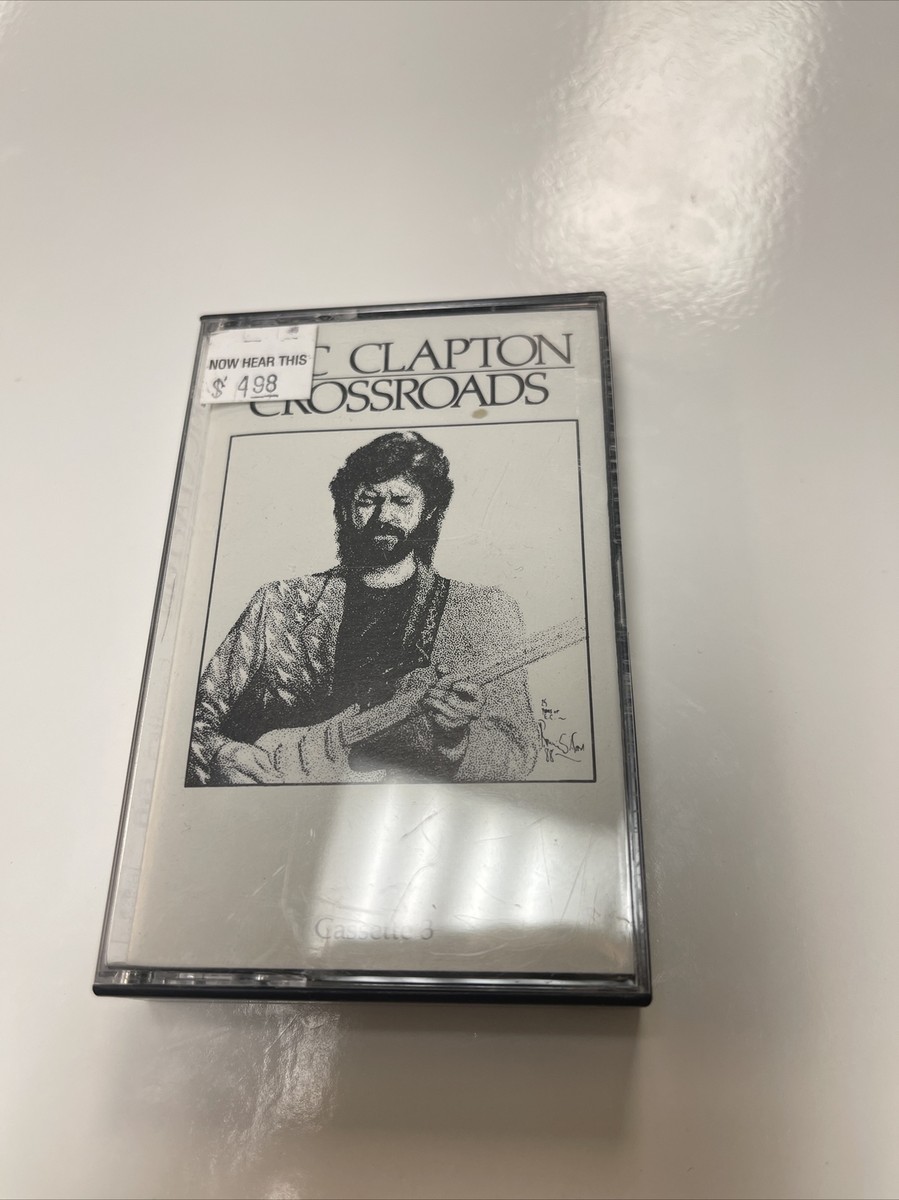 NOW HEAR THIS
$ 4.98
C CLAPTON
CROSSROADS
Cassette 3